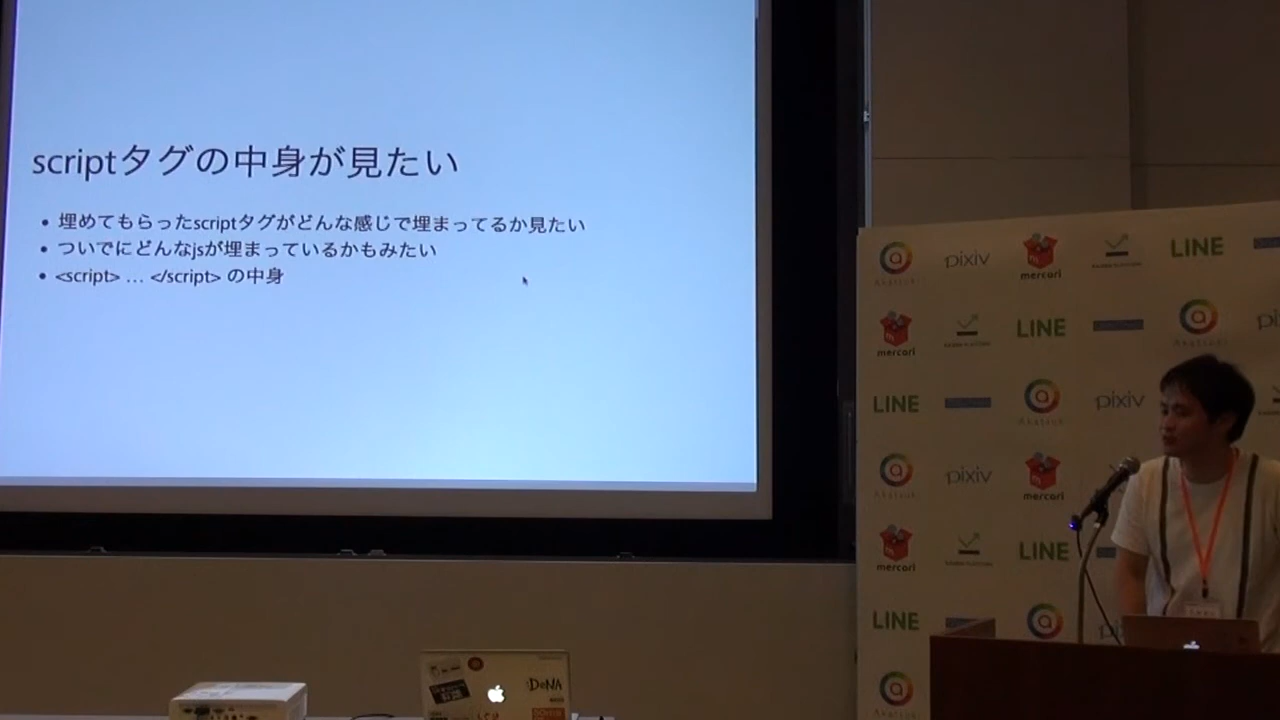 scriptタグの中身が見たい
• 埋めてもらったscriptタグがどんな感じで埋まってるか見たい
• ついでにどんなjsが埋まっているかもみたい
• <script> … </script> の中身
Akatsuki pixiv mercari LINE
mercari LINE Akatsuki
LINE Akatsuki pixiv
Akatsuki pixiv mercari
mercari LINE
LINE
DeNA